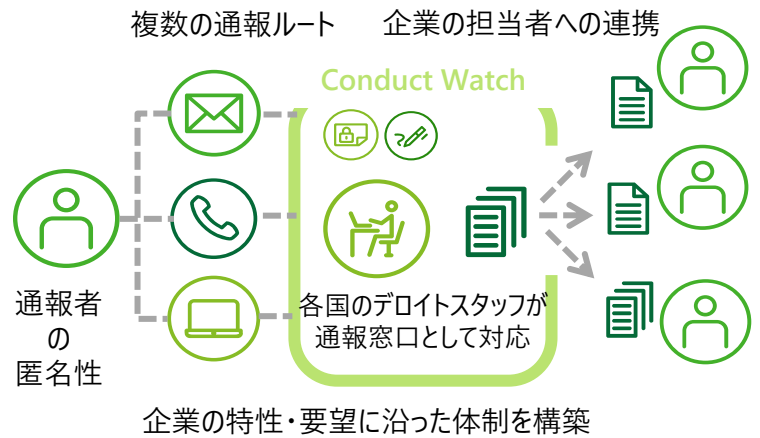 複数の通報ルート
企業の担当者への連携
Conduct Watch
通報者
の
匿名性
各国のデロイトスタッフが
通報窓口として対応
企業の特性・要望に沿った体制を構築